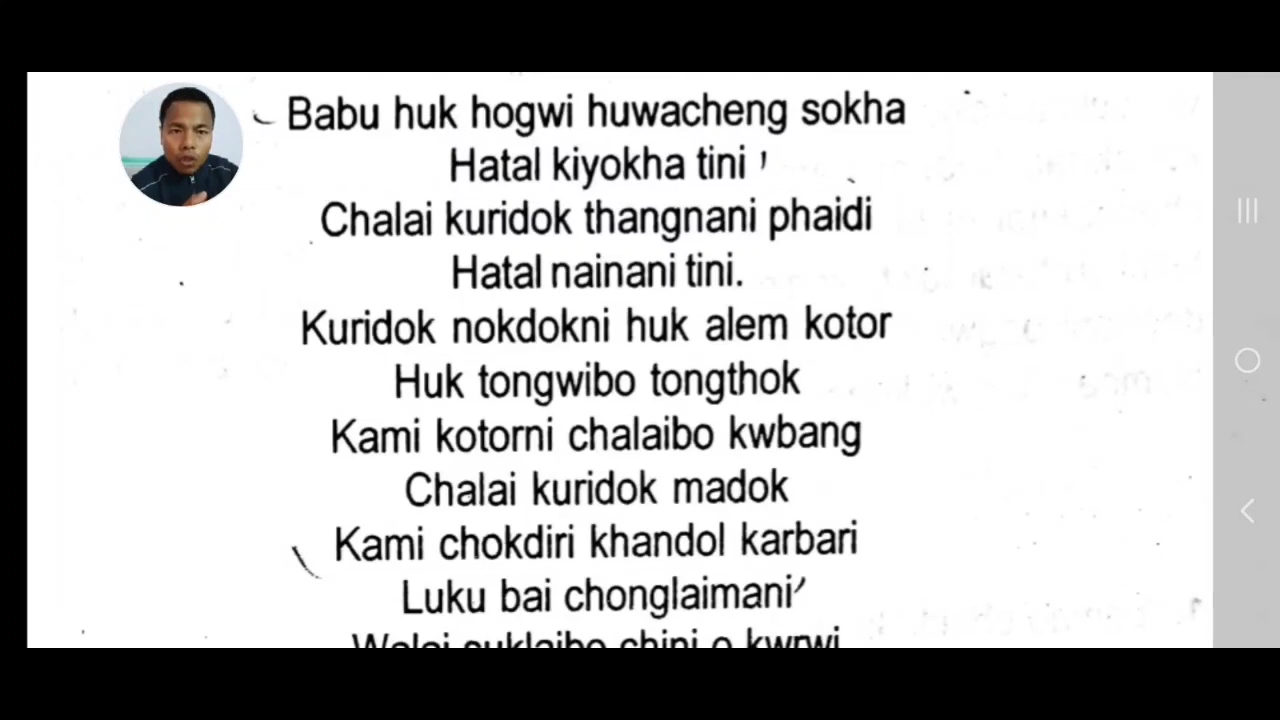 Babu huk hogwi huwacheng sokha
Hatal kiyokha tini
Chalai kuridok thangnani phaidi
Hatal nainani tini.
Kuridok nokdokni huk alem kotor
Huk tongwibo tongthok
Kami kotorni chalaibo kwbang
Chalai kuridok madok
Kami chokdiri khandol karbari
Luku bai chonglaimani